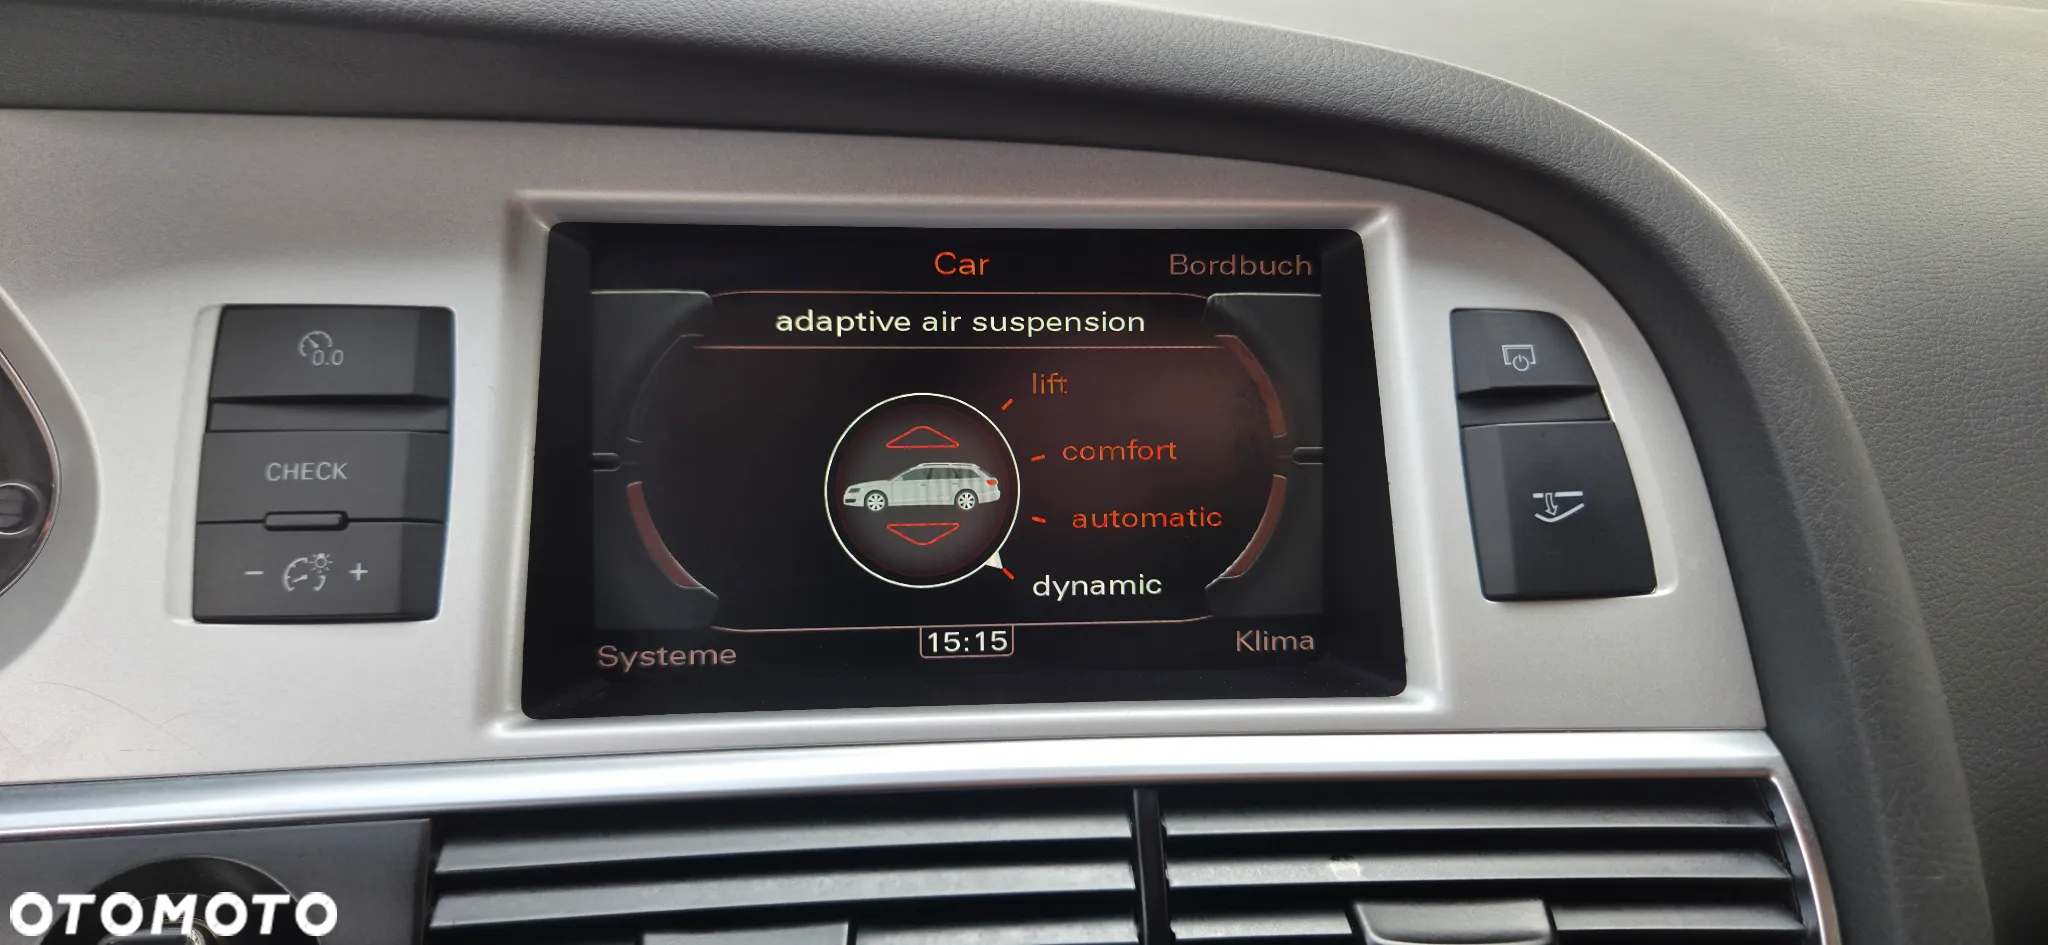 Car
Bordbuch
adaptive air suspension
lift
comfort
automatic
dynamic
Systeme
15:15
Klima
0.0
CHECK
- +
OTOMOTO